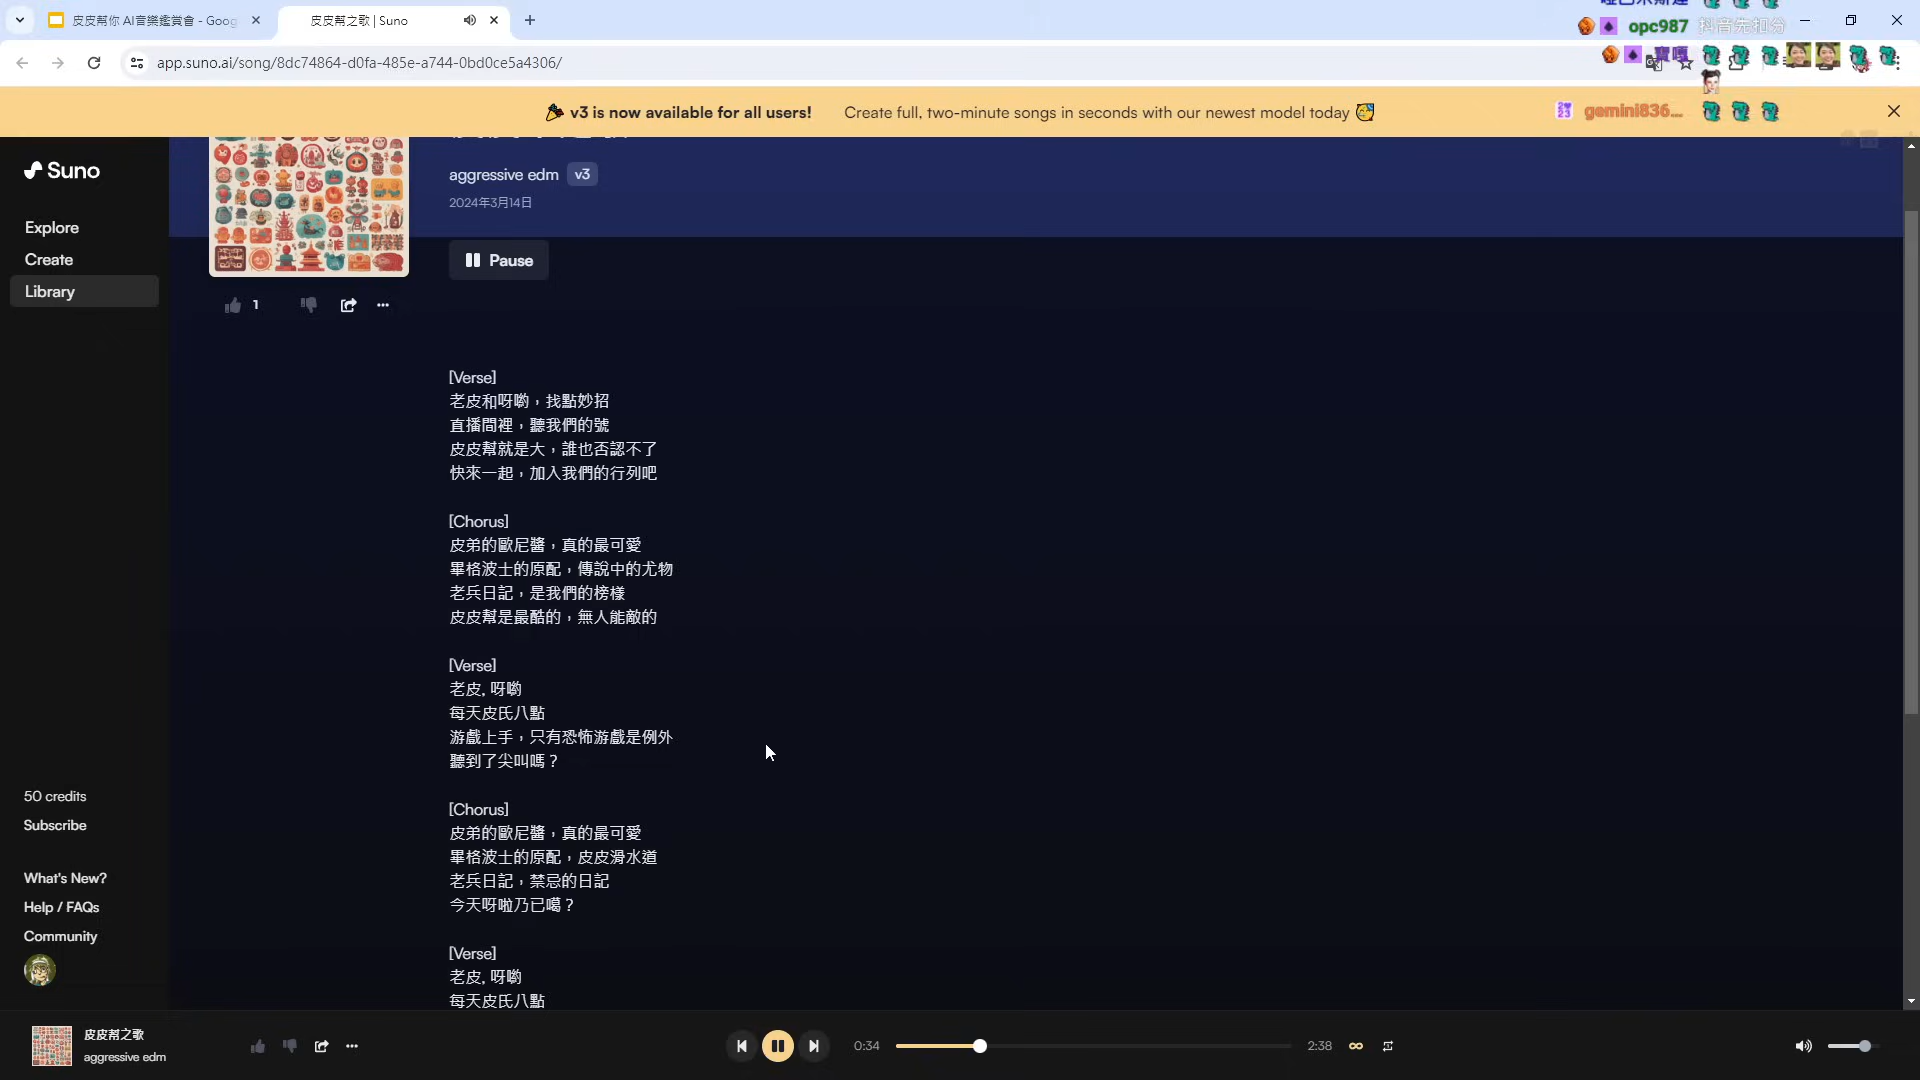 皮皮幫你 AI音樂鑑賞會 - Goog
皮皮幫之歌 | Suno
opc987 抖音先扣分
app.suno.ai/song/8dc74864-d0fa-485e-a744-0bd0ce5a4306/
寶嘎
v3 is now available for all users!
Create full, two-minute songs in seconds with our newest model today
gemini836...
Suno
Explore
Create
Library
aggressive edm v3
2024年3月14日
Pause
1
[Verse]
老皮和呀喲，找點妙招
直播間裡，聽我們的號
皮皮幫就是大，誰也否認不了
快來一起，加入我們的行列吧
[Chorus]
皮弟的歐尼醬，真的最可愛
畢格波士的原配，傳說中的尤物
老兵日記，是我們的榜樣
皮皮幫是最酷的，無人能敵的
[Verse]
老皮, 呀喲
每天皮氏八點
游戲上手，只有恐怖游戲是例外
聽到了尖叫嗎？
[Chorus]
皮弟的歐尼醬，真的最可愛
畢格波士的原配，皮皮滑水道
老兵日記，禁忌的日記
今天呀啦乃已噶？
[Verse]
老皮, 呀喲
每天皮氏八點
50 credits
Subscribe
What's New?
Help / FAQs
Community
皮皮幫之歌
aggressive edm
0:34
2:38